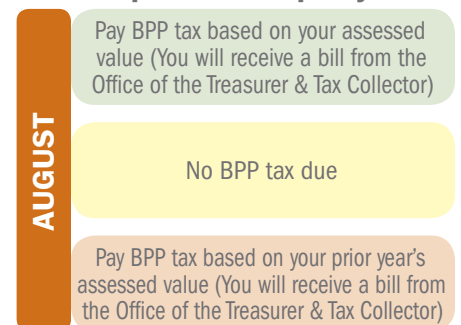 AUGUST
Pay BPP tax based on your assessed
value (You will receive a bill from the
Office of the Treasurer & Tax Collector)
No BPP tax due
Pay BPP tax based on your prior year's
assessed value (You will receive a bill from
the Office of the Treasurer & Tax Collector)